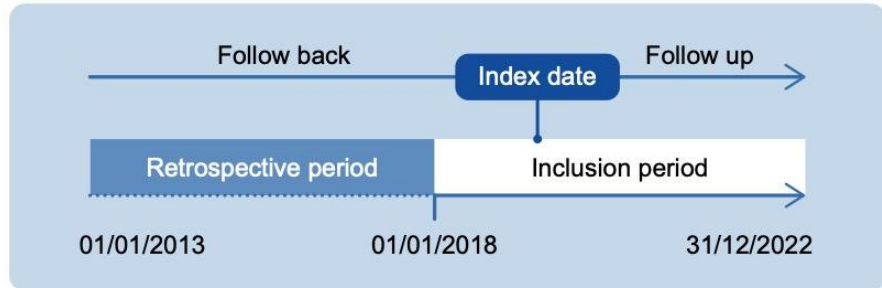 Follow back
Index date
Follow up
Retrospective period
Inclusion period
01/01/2013
01/01/2018
31/12/2022